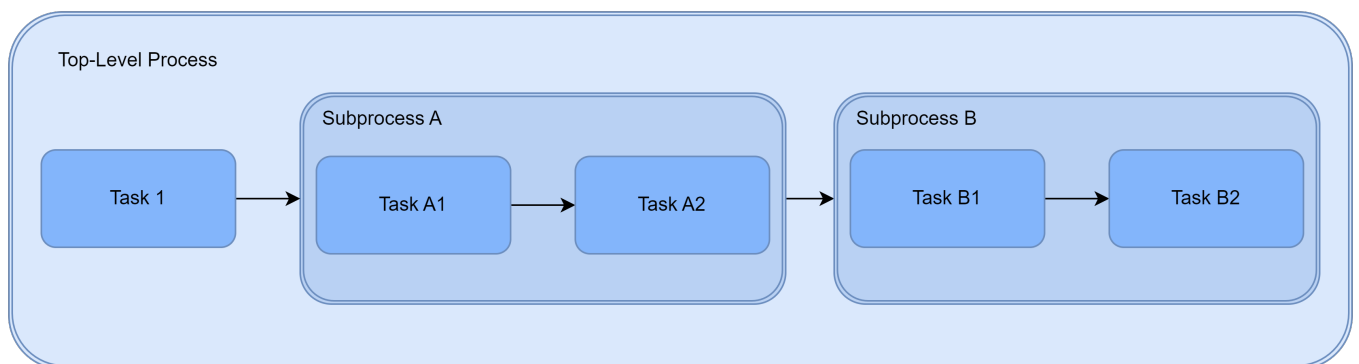 Top-Level Process
Subprocess A
Subprocess B
Task 1
Task A1
Task A2
Task B1
Task B2